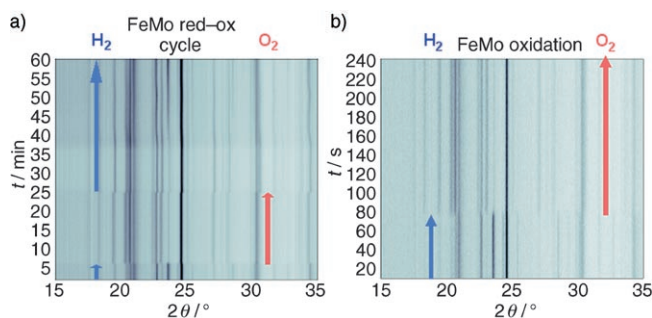 a)
H₂
FeMo red–ox
cycle
O₂
t / min
60
55
50
45
40
35
30
25
20
15
10
5
15
20
25
30
35
2θ / °
b)
H₂
FeMo oxidation
O₂
t / s
240
220
200
180
160
140
120
100
80
60
40
20
15
20
25
30
35
2θ / °